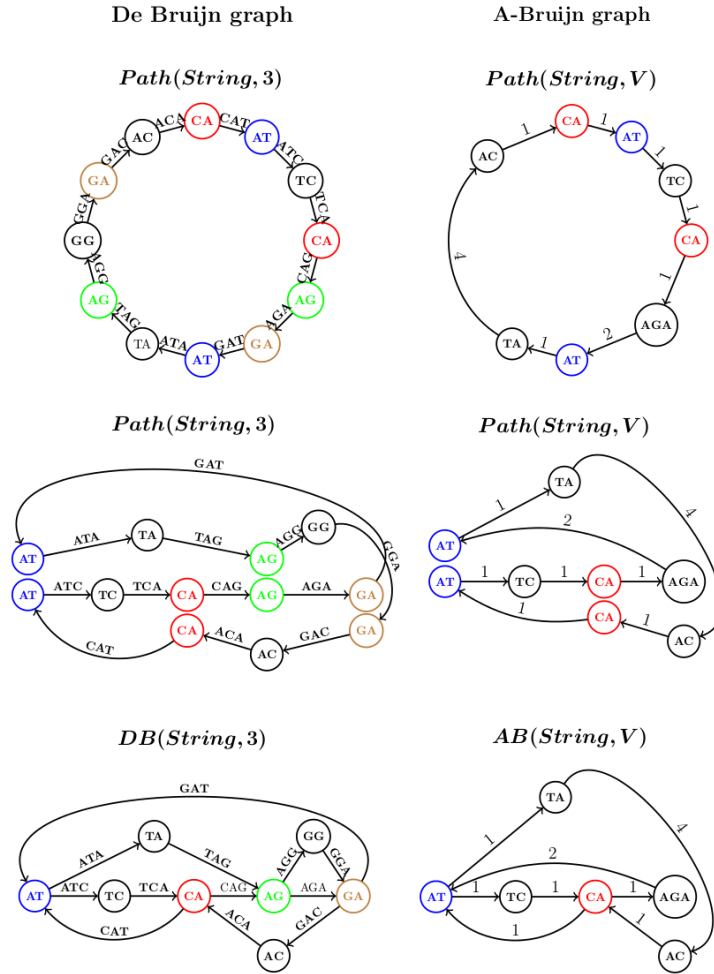 De Bruijn graph
A-Bruijn graph
Path(String, 3)
Path(String, V)
CA
CAT
AT
ATC
TC
TCA
CA
CAG
AG
AGA
GA
GAT
AT
ATA
TA
TAG
AG
AGG
GG
GGA
GA
GAC
AC
ACA
CA
1
AT
1
TC
1
CA
1
AGA
2
AT
1
TA
4
AC
1
Path(String, 3)
Path(String, V)
GAT
AT
ATA
TA
TAG
AG
AGG
GG
GGA
AT
ATC
TC
TCA
CA
CAG
AG
AGA
GA
CAT
CA
ACA
AC
GAC
GA
TA
1
4
AT
2
AT
1
TC
1
CA
1
AGA
1
CA
1
AC
DB(String, 3)
AB(String, V)
GAT
ATA
TA
TAG
AGG
GG
GGA
AT
ATC
TC
TCA
CA
CAG
AG
AGA
GA
CAT
ACA
AC
GAC
TA
1
4
2
AT
1
TC
1
CA
1
AGA
1
1
AC